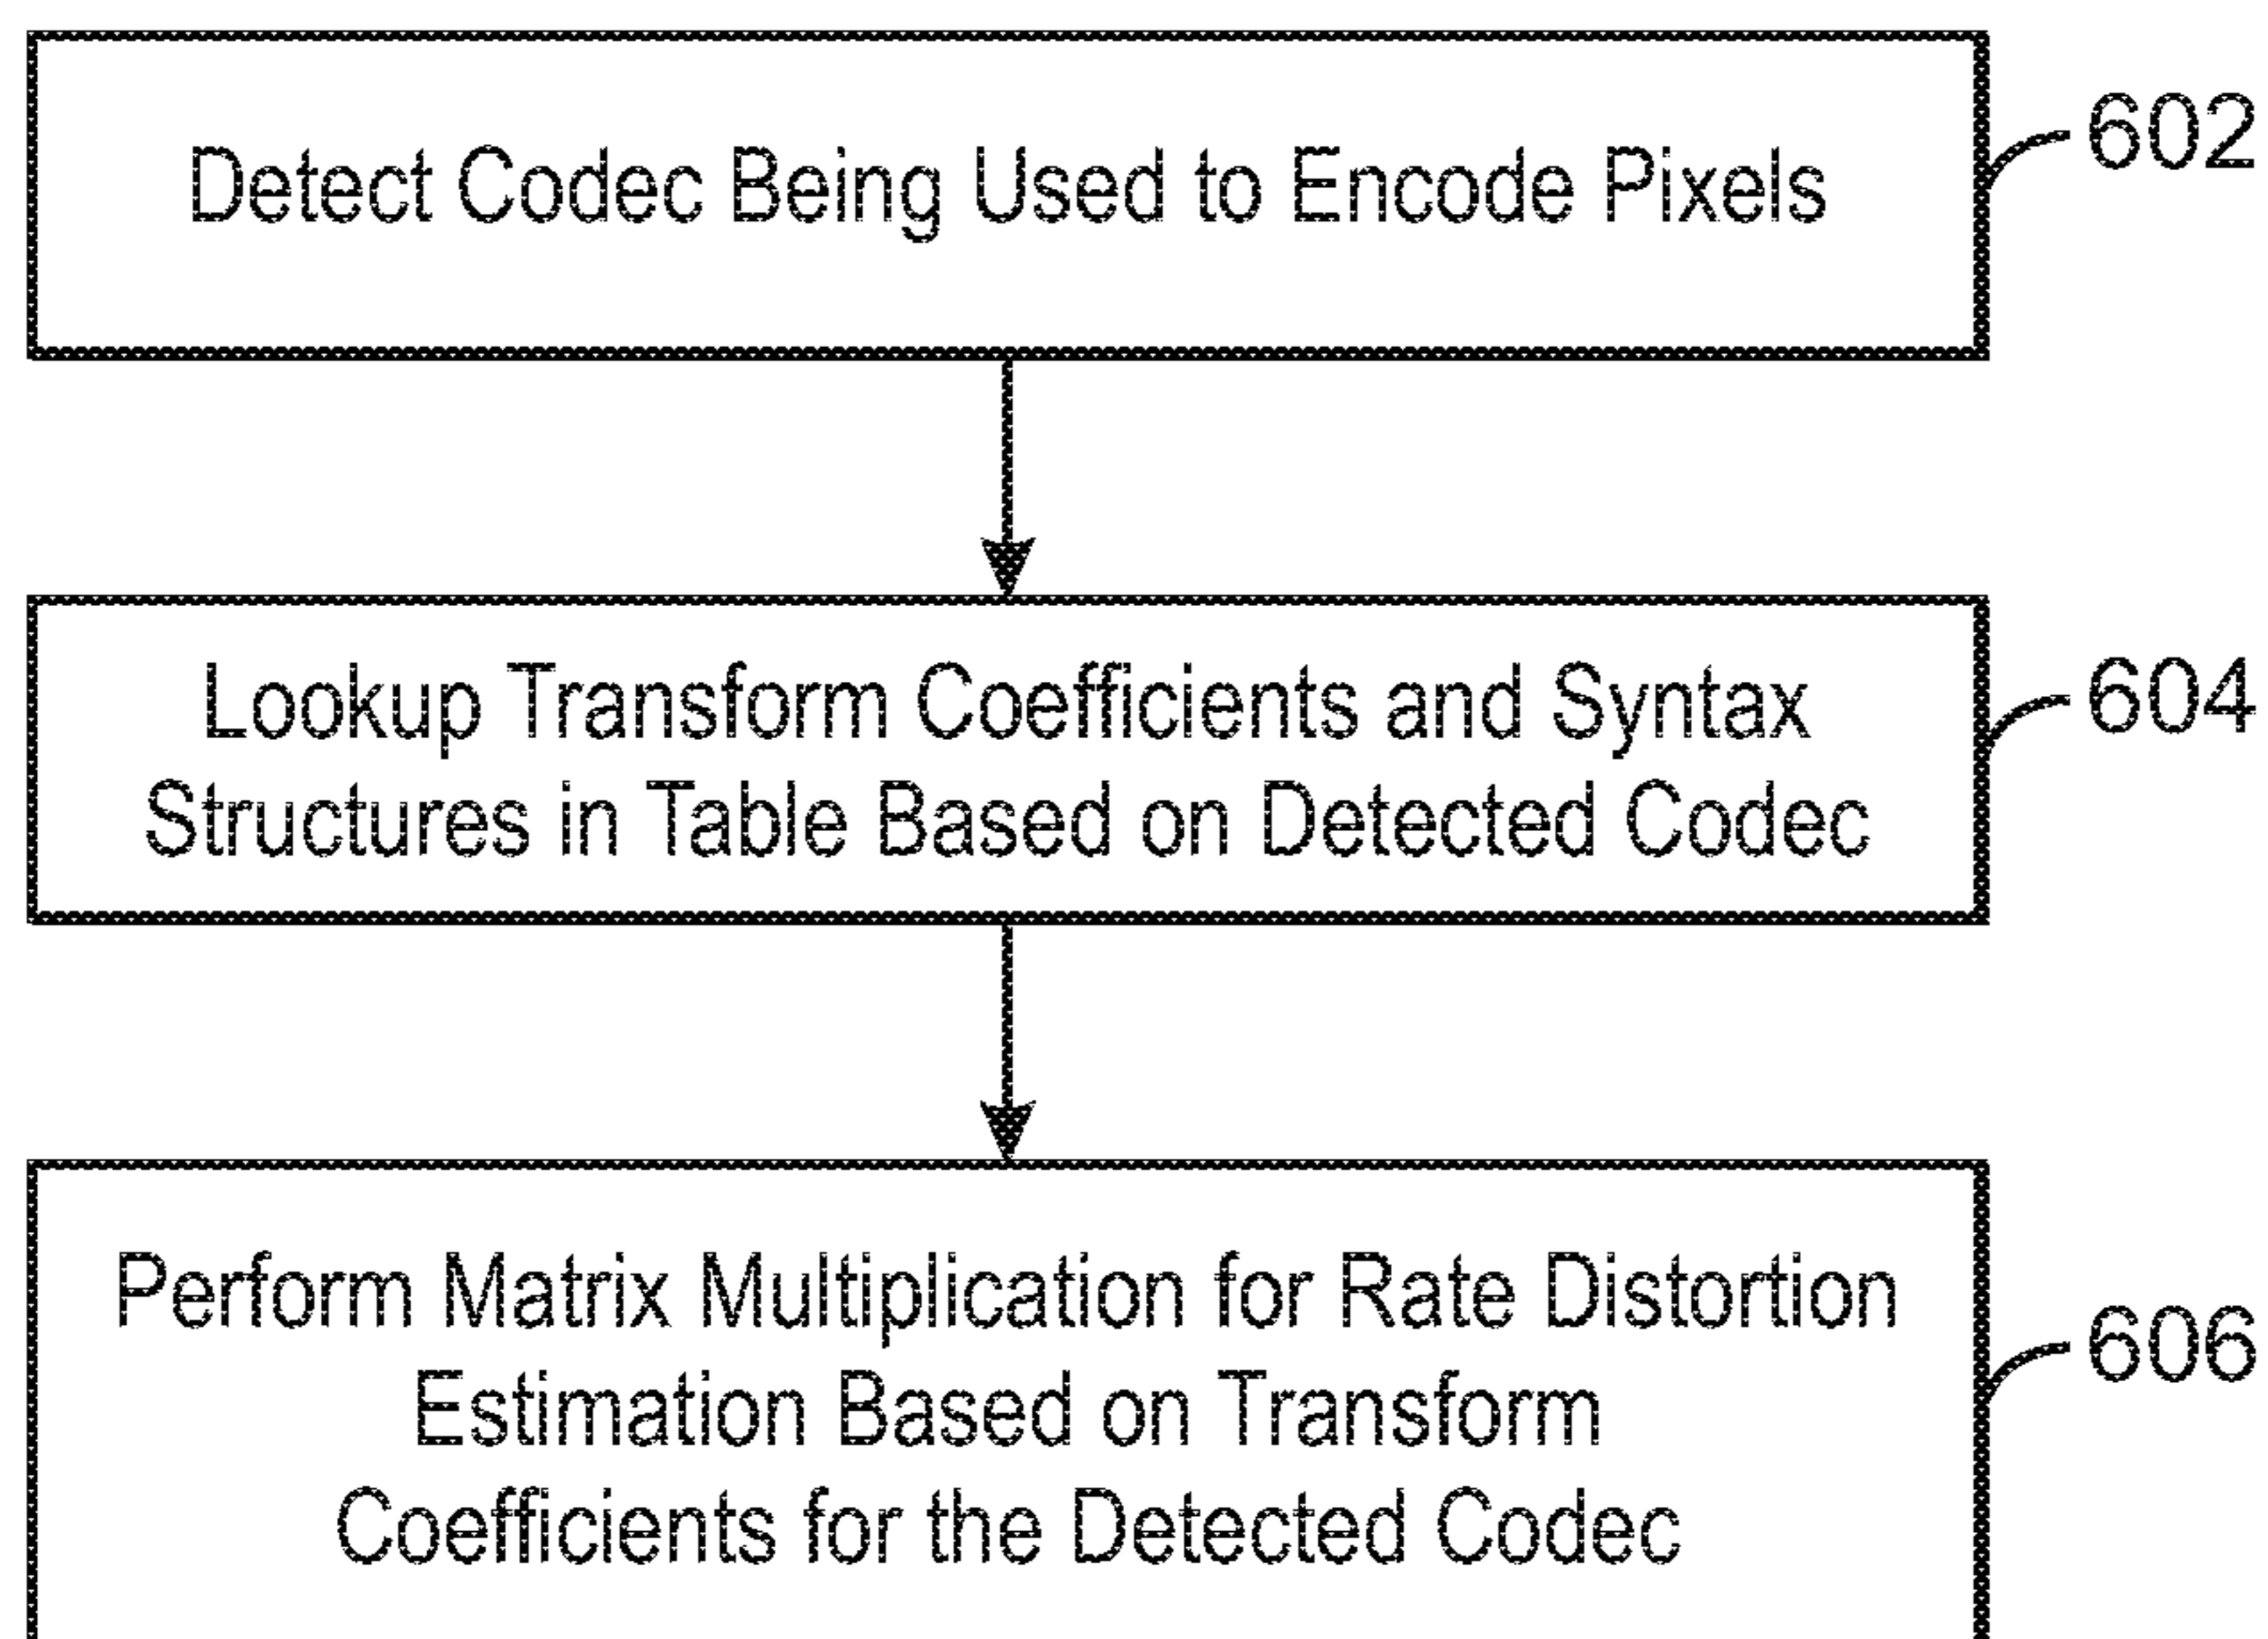 Detect Codec Being Used to Encode Pixels
602
Lookup Transform Coefficients and Syntax
Structures in Table Based on Detected Codec
604
Perform Matrix Multiplication for Rate Distortion
Estimation Based on Transform
Coefficients for the Detected Codec
606